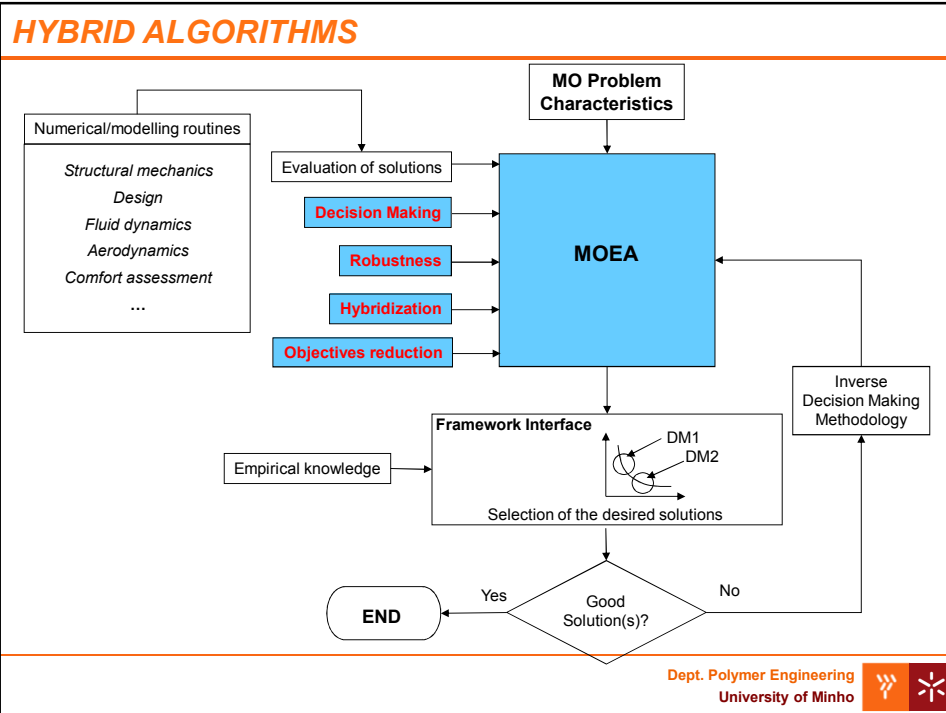 HYBRID ALGORITHMS
MO Problem
Characteristics
Numerical/modelling routines
Structural mechanics
Design
Fluid dynamics
Aerodynamics
Comfort assessment
...
Evaluation of solutions
Decision Making
Robustness
Hybridization
Objectives reduction
MOEA
Inverse
Decision Making
Methodology
Framework Interface
DM1
DM2
Selection of the desired solutions
Empirical knowledge
Yes
No
Good
Solution(s)?
END
Dept. Polymer Engineering
University of Minho